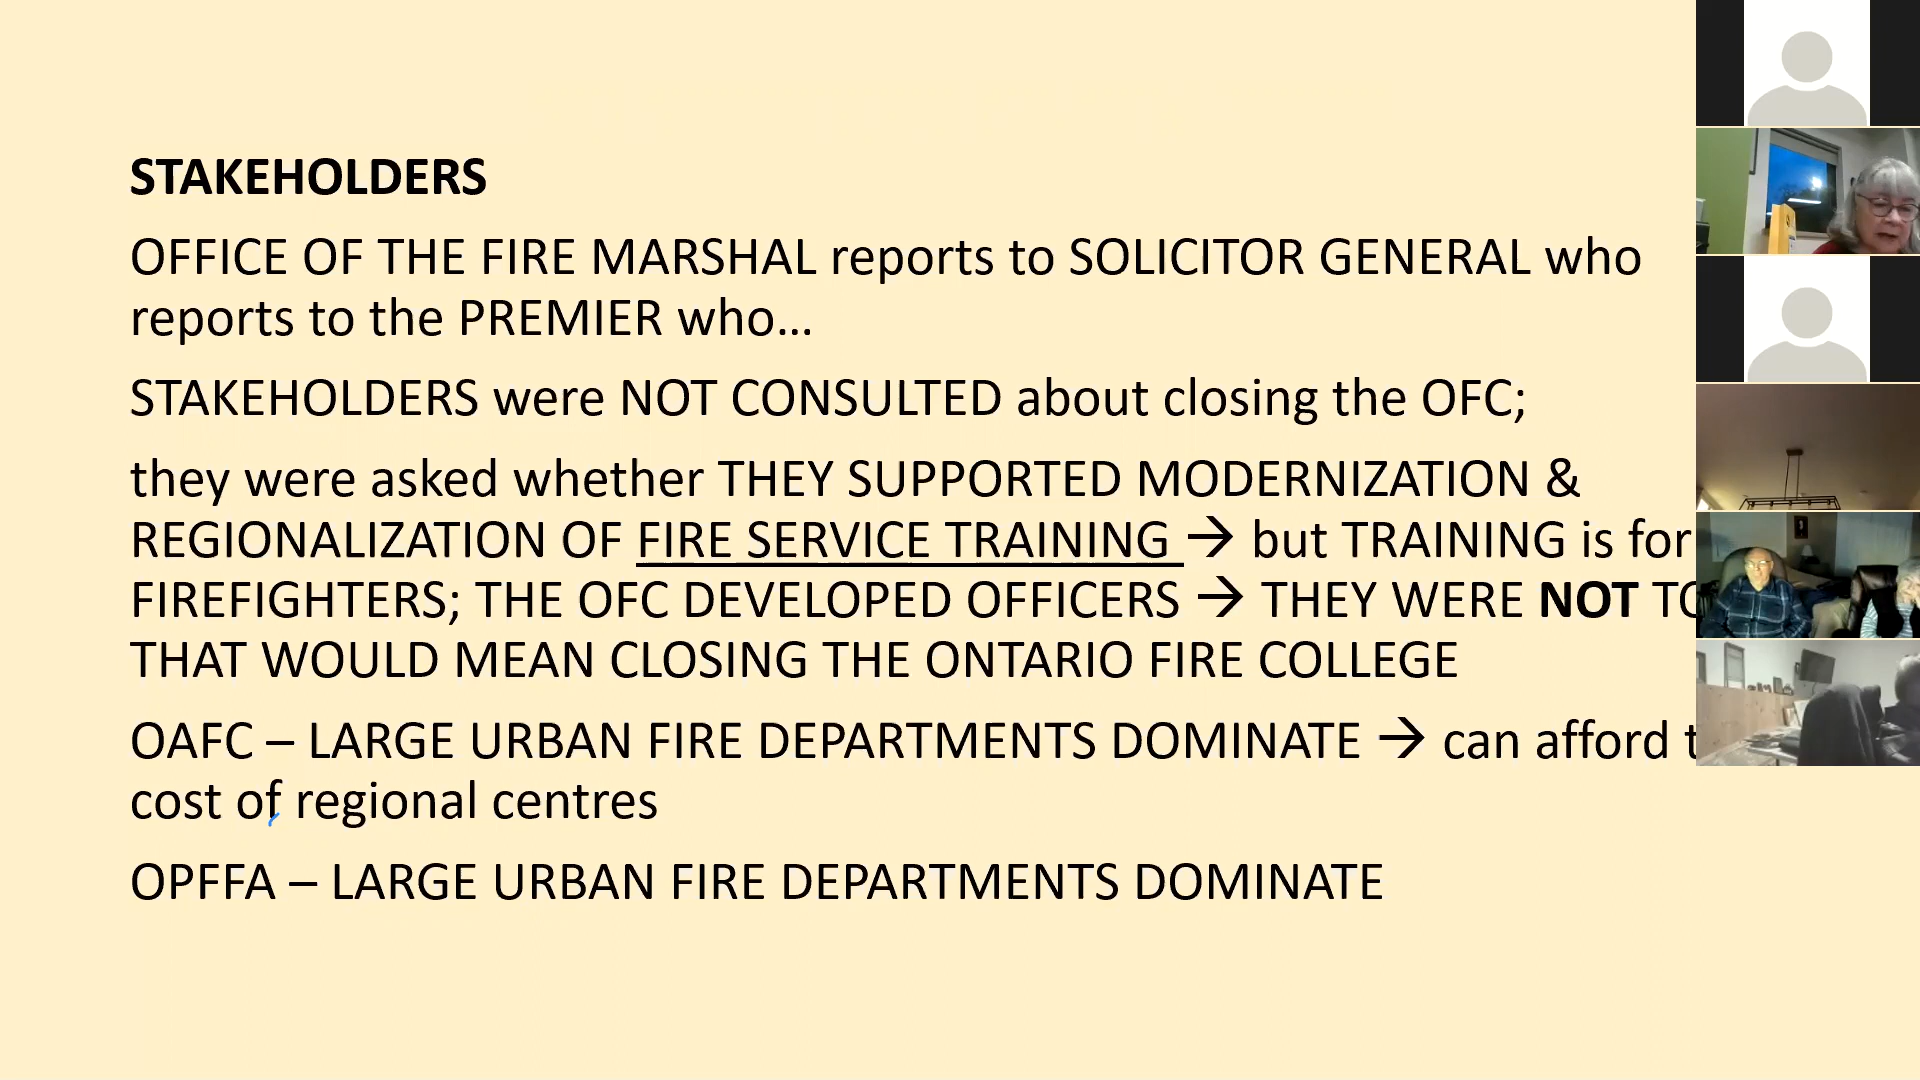 STAKEHOLDERS
OFFICE OF THE FIRE MARSHAL reports to SOLICITOR GENERAL who
reports to the PREMIER who...
STAKEHOLDERS were NOT CONSULTED about closing the OFC;
they were asked whether THEY SUPPORTED MODERNIZATION &
REGIONALIZATION OF FIRE SERVICE TRAINING → but TRAINING is for
FIREFIGHTERS; THE OFC DEVELOPED OFFICERS → THEY WERE NOT
THAT WOULD MEAN CLOSING THE ONTARIO FIRE COLLEGE
OAFC – LARGE URBAN FIRE DEPARTMENTS DOMINATE → can afford
cost of regional centres
OPFFA – LARGE URBAN FIRE DEPARTMENTS DOMINATE